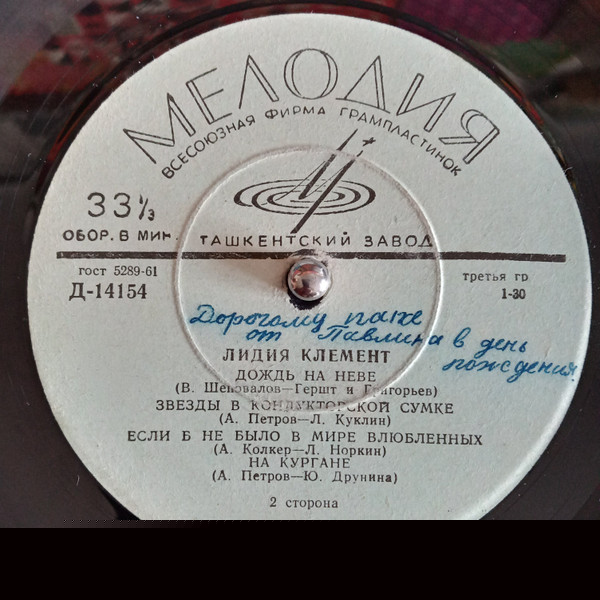 МЕЛОДИЯ
ВСЕСОЮЗНАЯ ФИРМА ГРАМПЛАСТИНОК
33⅓
ОБОР. В МИН.
ТАШКЕНТСКИЙ ЗАВОД
гост 5289-61
Д-14154
третья гр
1-30
Дорогому папе
от Павлика в день
рождения.
ЛИДИЯ КЛЕМЕНТ
ДОЖДЬ НА НЕВЕ
(В. Шеповалов—Гершт и Григорьев)
ЗВЕЗДЫ В КОНДУКТОРСКОЙ СУМКЕ
(А. Петров—Л. Куклин)
ЕСЛИ Б НЕ БЫЛО В МИРЕ ВЛЮБЛЕННЫХ
(А. Колкер—Л. Норкин)
НА КУРГАНЕ
(А. Петров—Ю. Друнина)
2 сторона